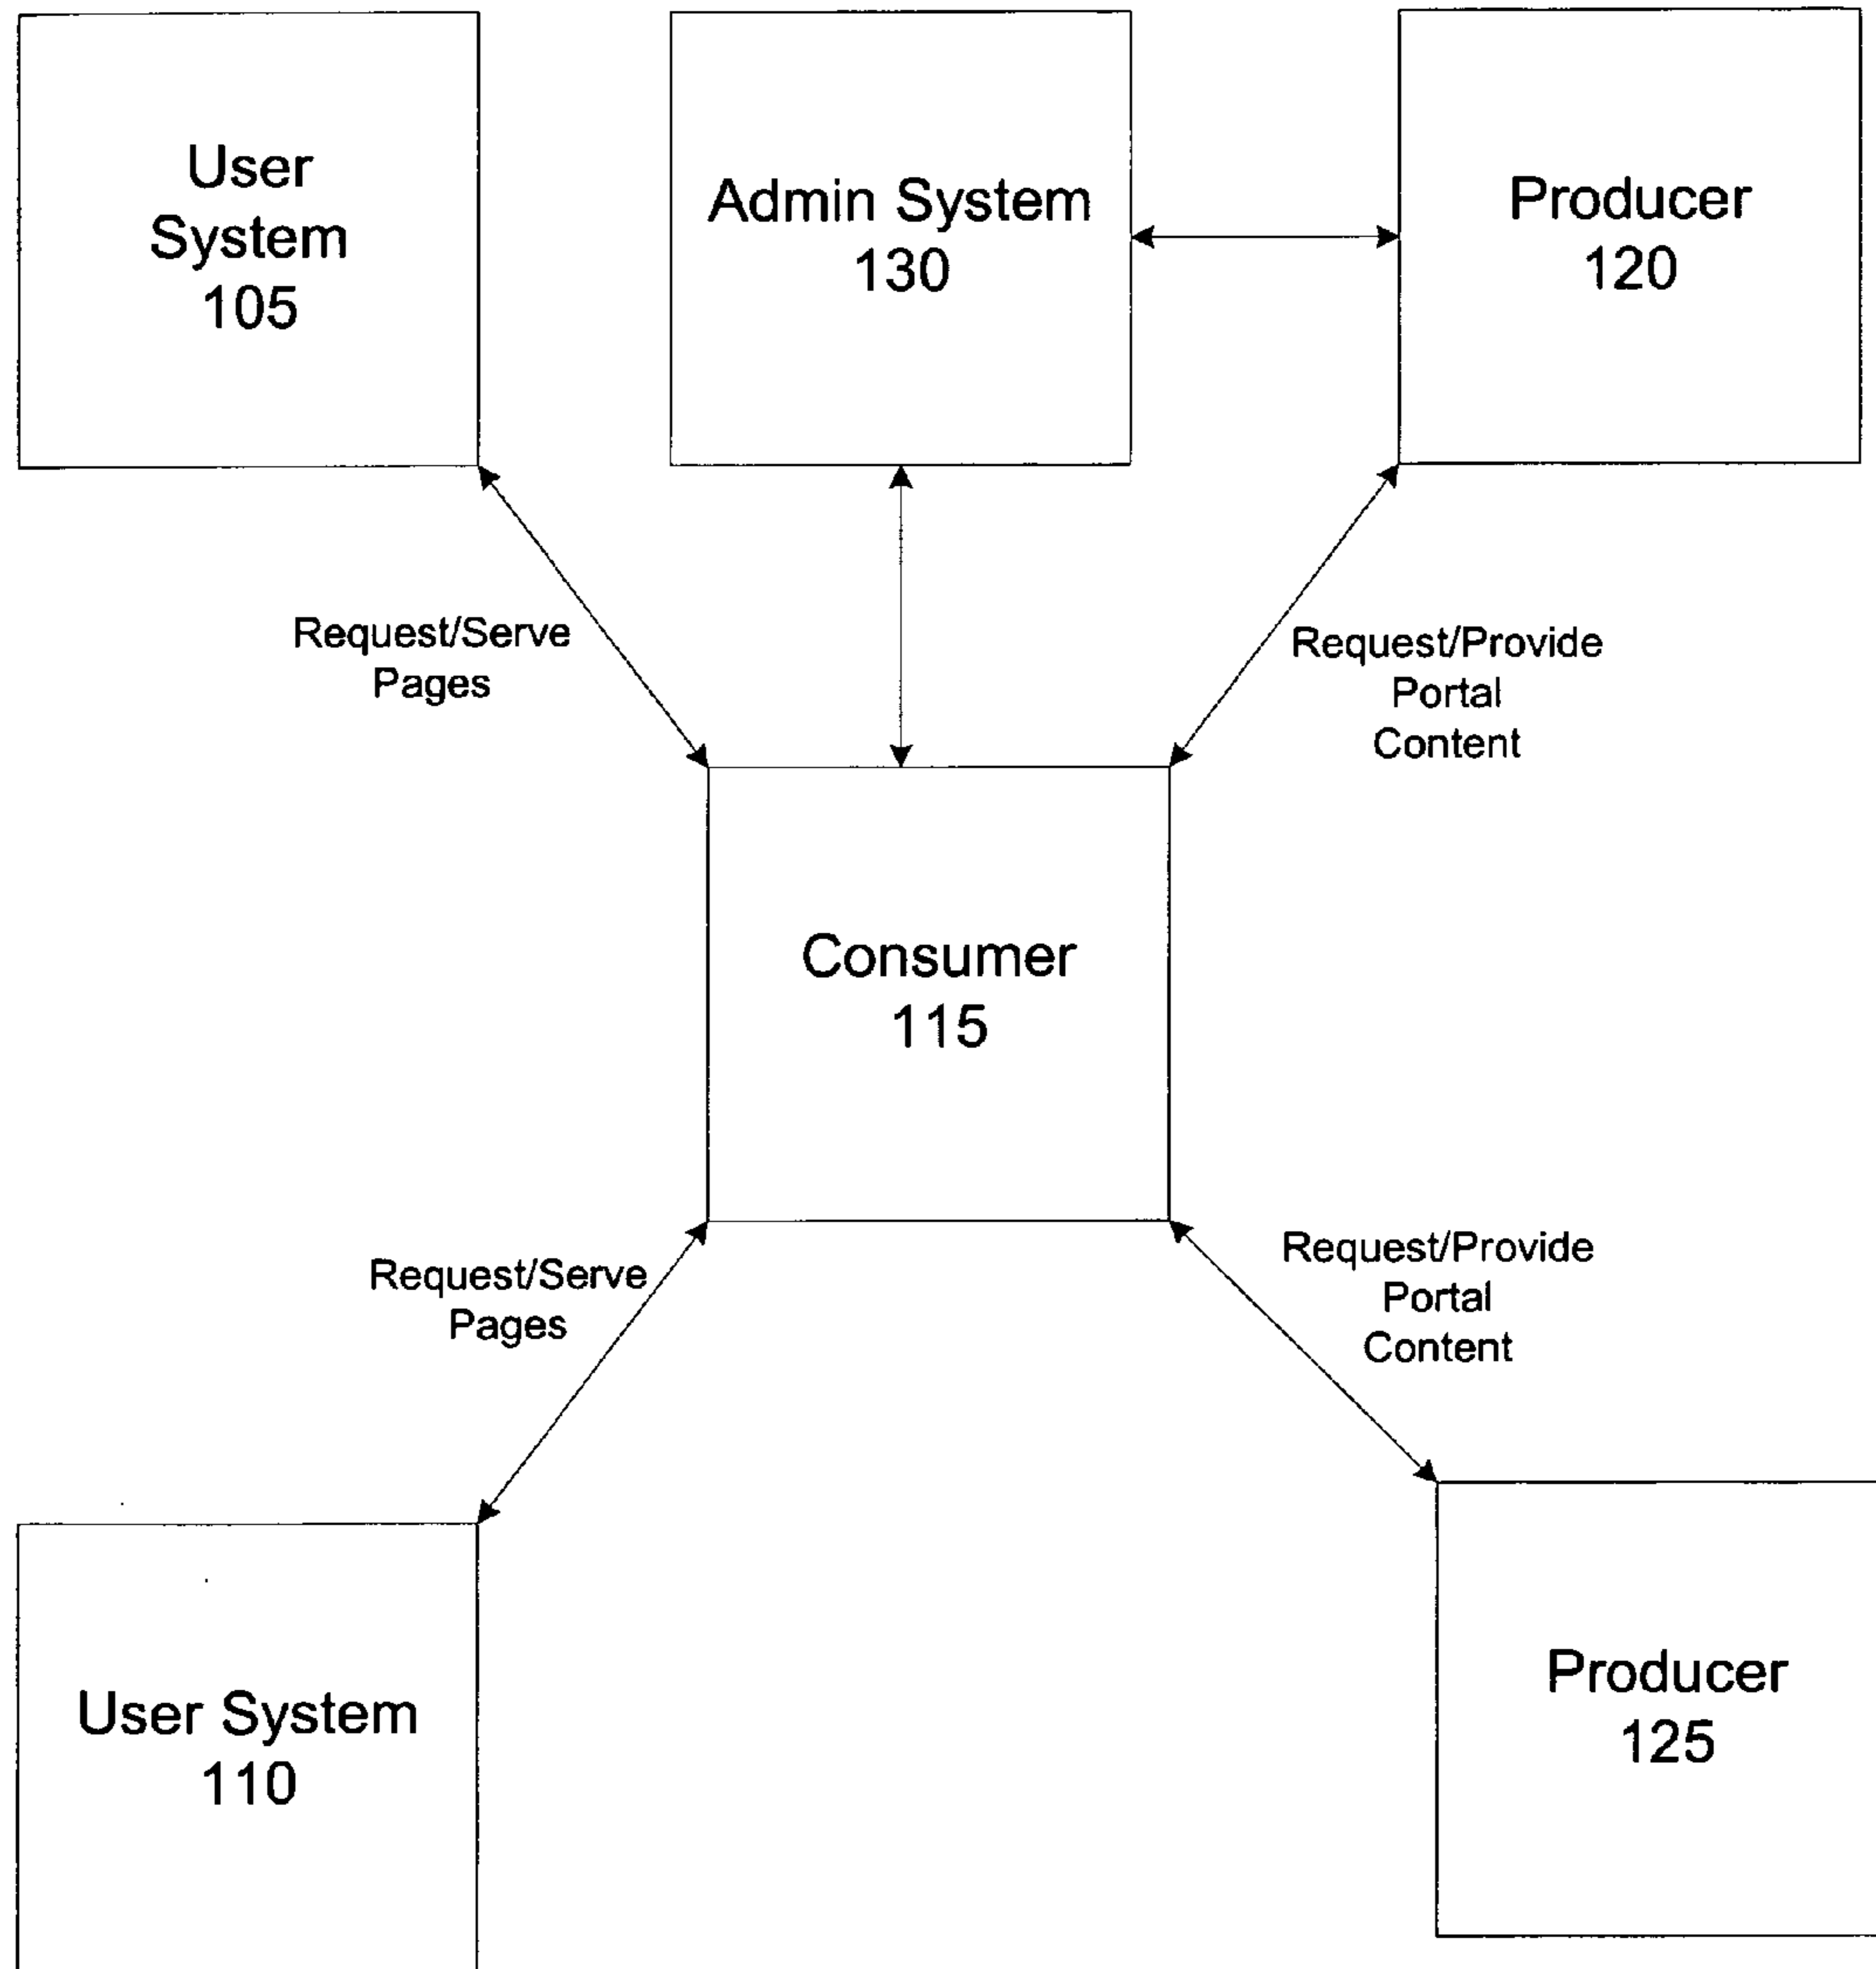 User
System
105
Admin System
130
Producer
120
Request/Serve
Pages
Request/Provide
Portal
Content
Consumer
115
Request/Serve
Pages
Request/Provide
Portal
Content
User System
110
Producer
125